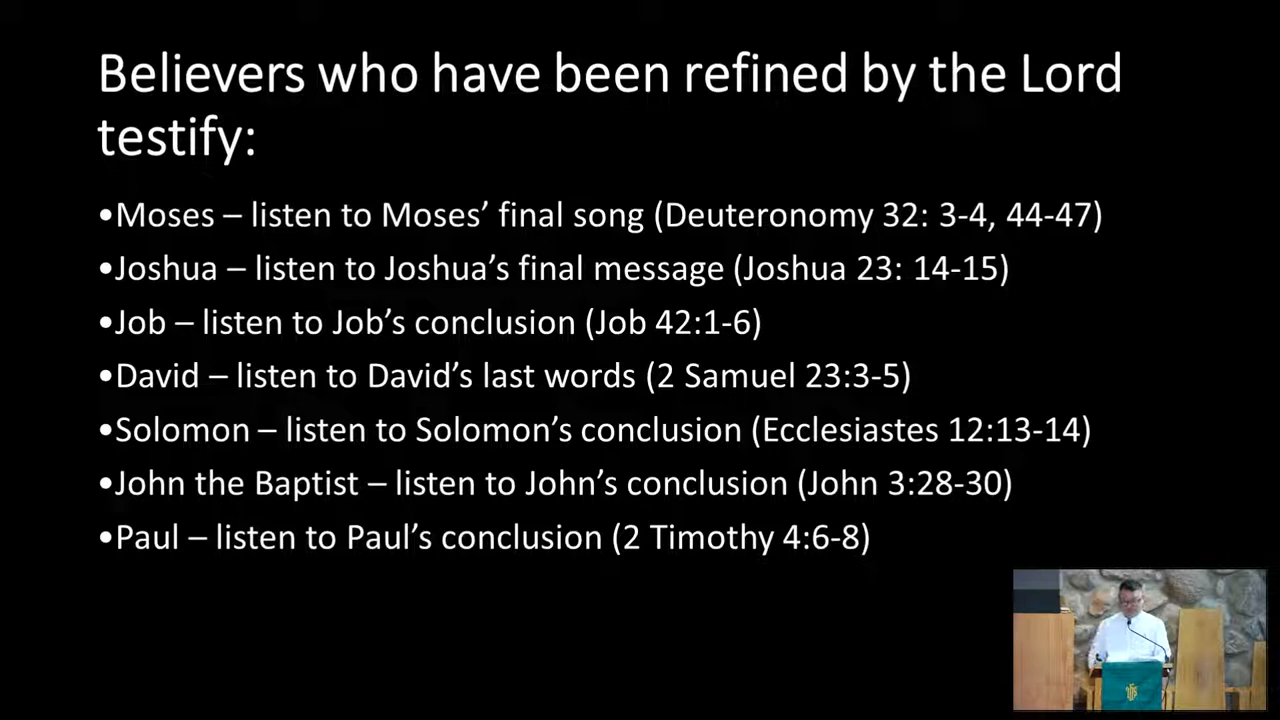 Believers who have been refined by the Lord
testify:
•Moses – listen to Moses’ final song (Deuteronomy 32: 3-4, 44-47)
•Joshua – listen to Joshua’s final message (Joshua 23: 14-15)
•Job – listen to Job’s conclusion (Job 42:1-6)
•David – listen to David’s last words (2 Samuel 23:3-5)
•Solomon – listen to Solomon’s conclusion (Ecclesiastes 12:13-14)
•John the Baptist – listen to John’s conclusion (John 3:28-30)
•Paul – listen to Paul’s conclusion (2 Timothy 4:6-8)